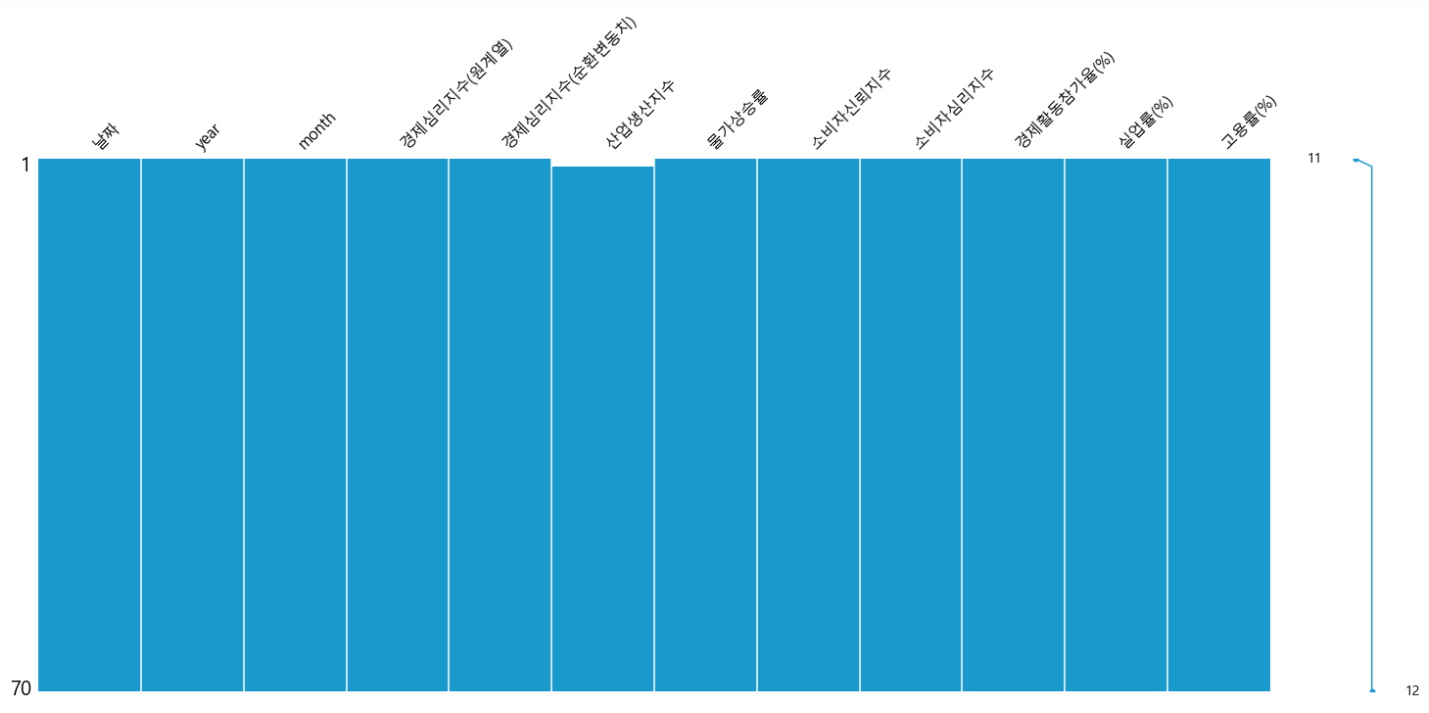 날짜
year
month
경제심리지수(원계열)
경제심리지수(순환변동치)
산업생산지수
물가상승률
소비자신뢰지수
소비자심리지수
경제활동참가율(%)
실업률(%)
고용률(%)
1
11
70
12